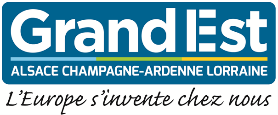 Grand Est
ALSACE CHAMPAGNE-ARDENNE LORRAINE
L'Europe s'invente chez nous